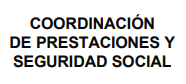 COORDINACIÓN
DE PRESTACIONES Y
SEGURIDAD SOCIAL